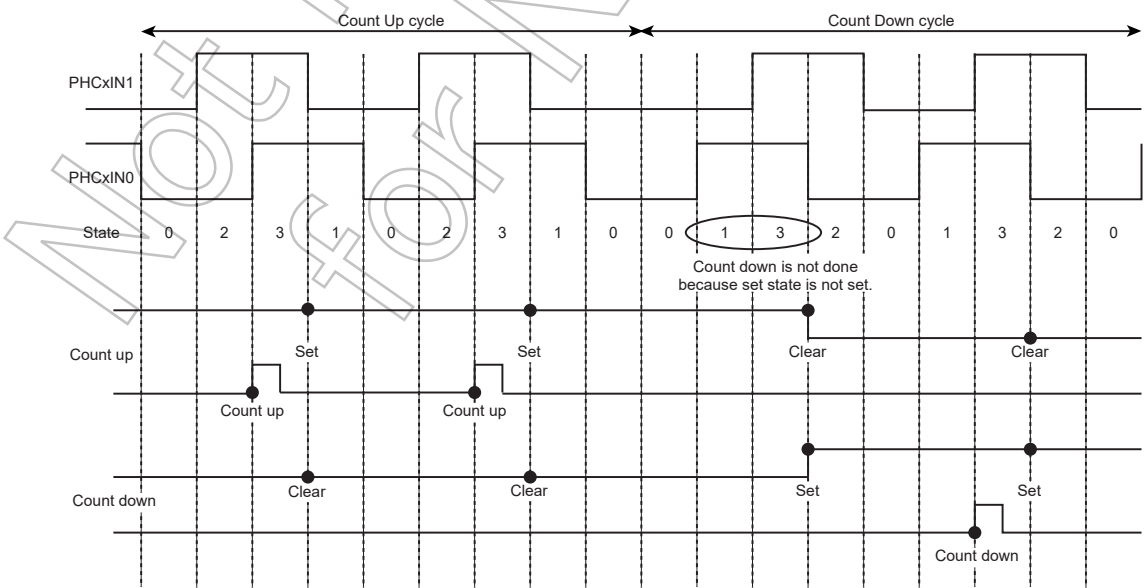 Count Up cycle Count Down cycle
PHCxIN1
PHCxIN0
State 0 2 3 1 0 2 3 1 0 0 1 3 2 0 1 3 2 0
Count down is not done
because set state is not set.
Count up
Set Set Clear Clear
Count up Count up
Count down
Clear Clear Set Set
Count down
Not
for